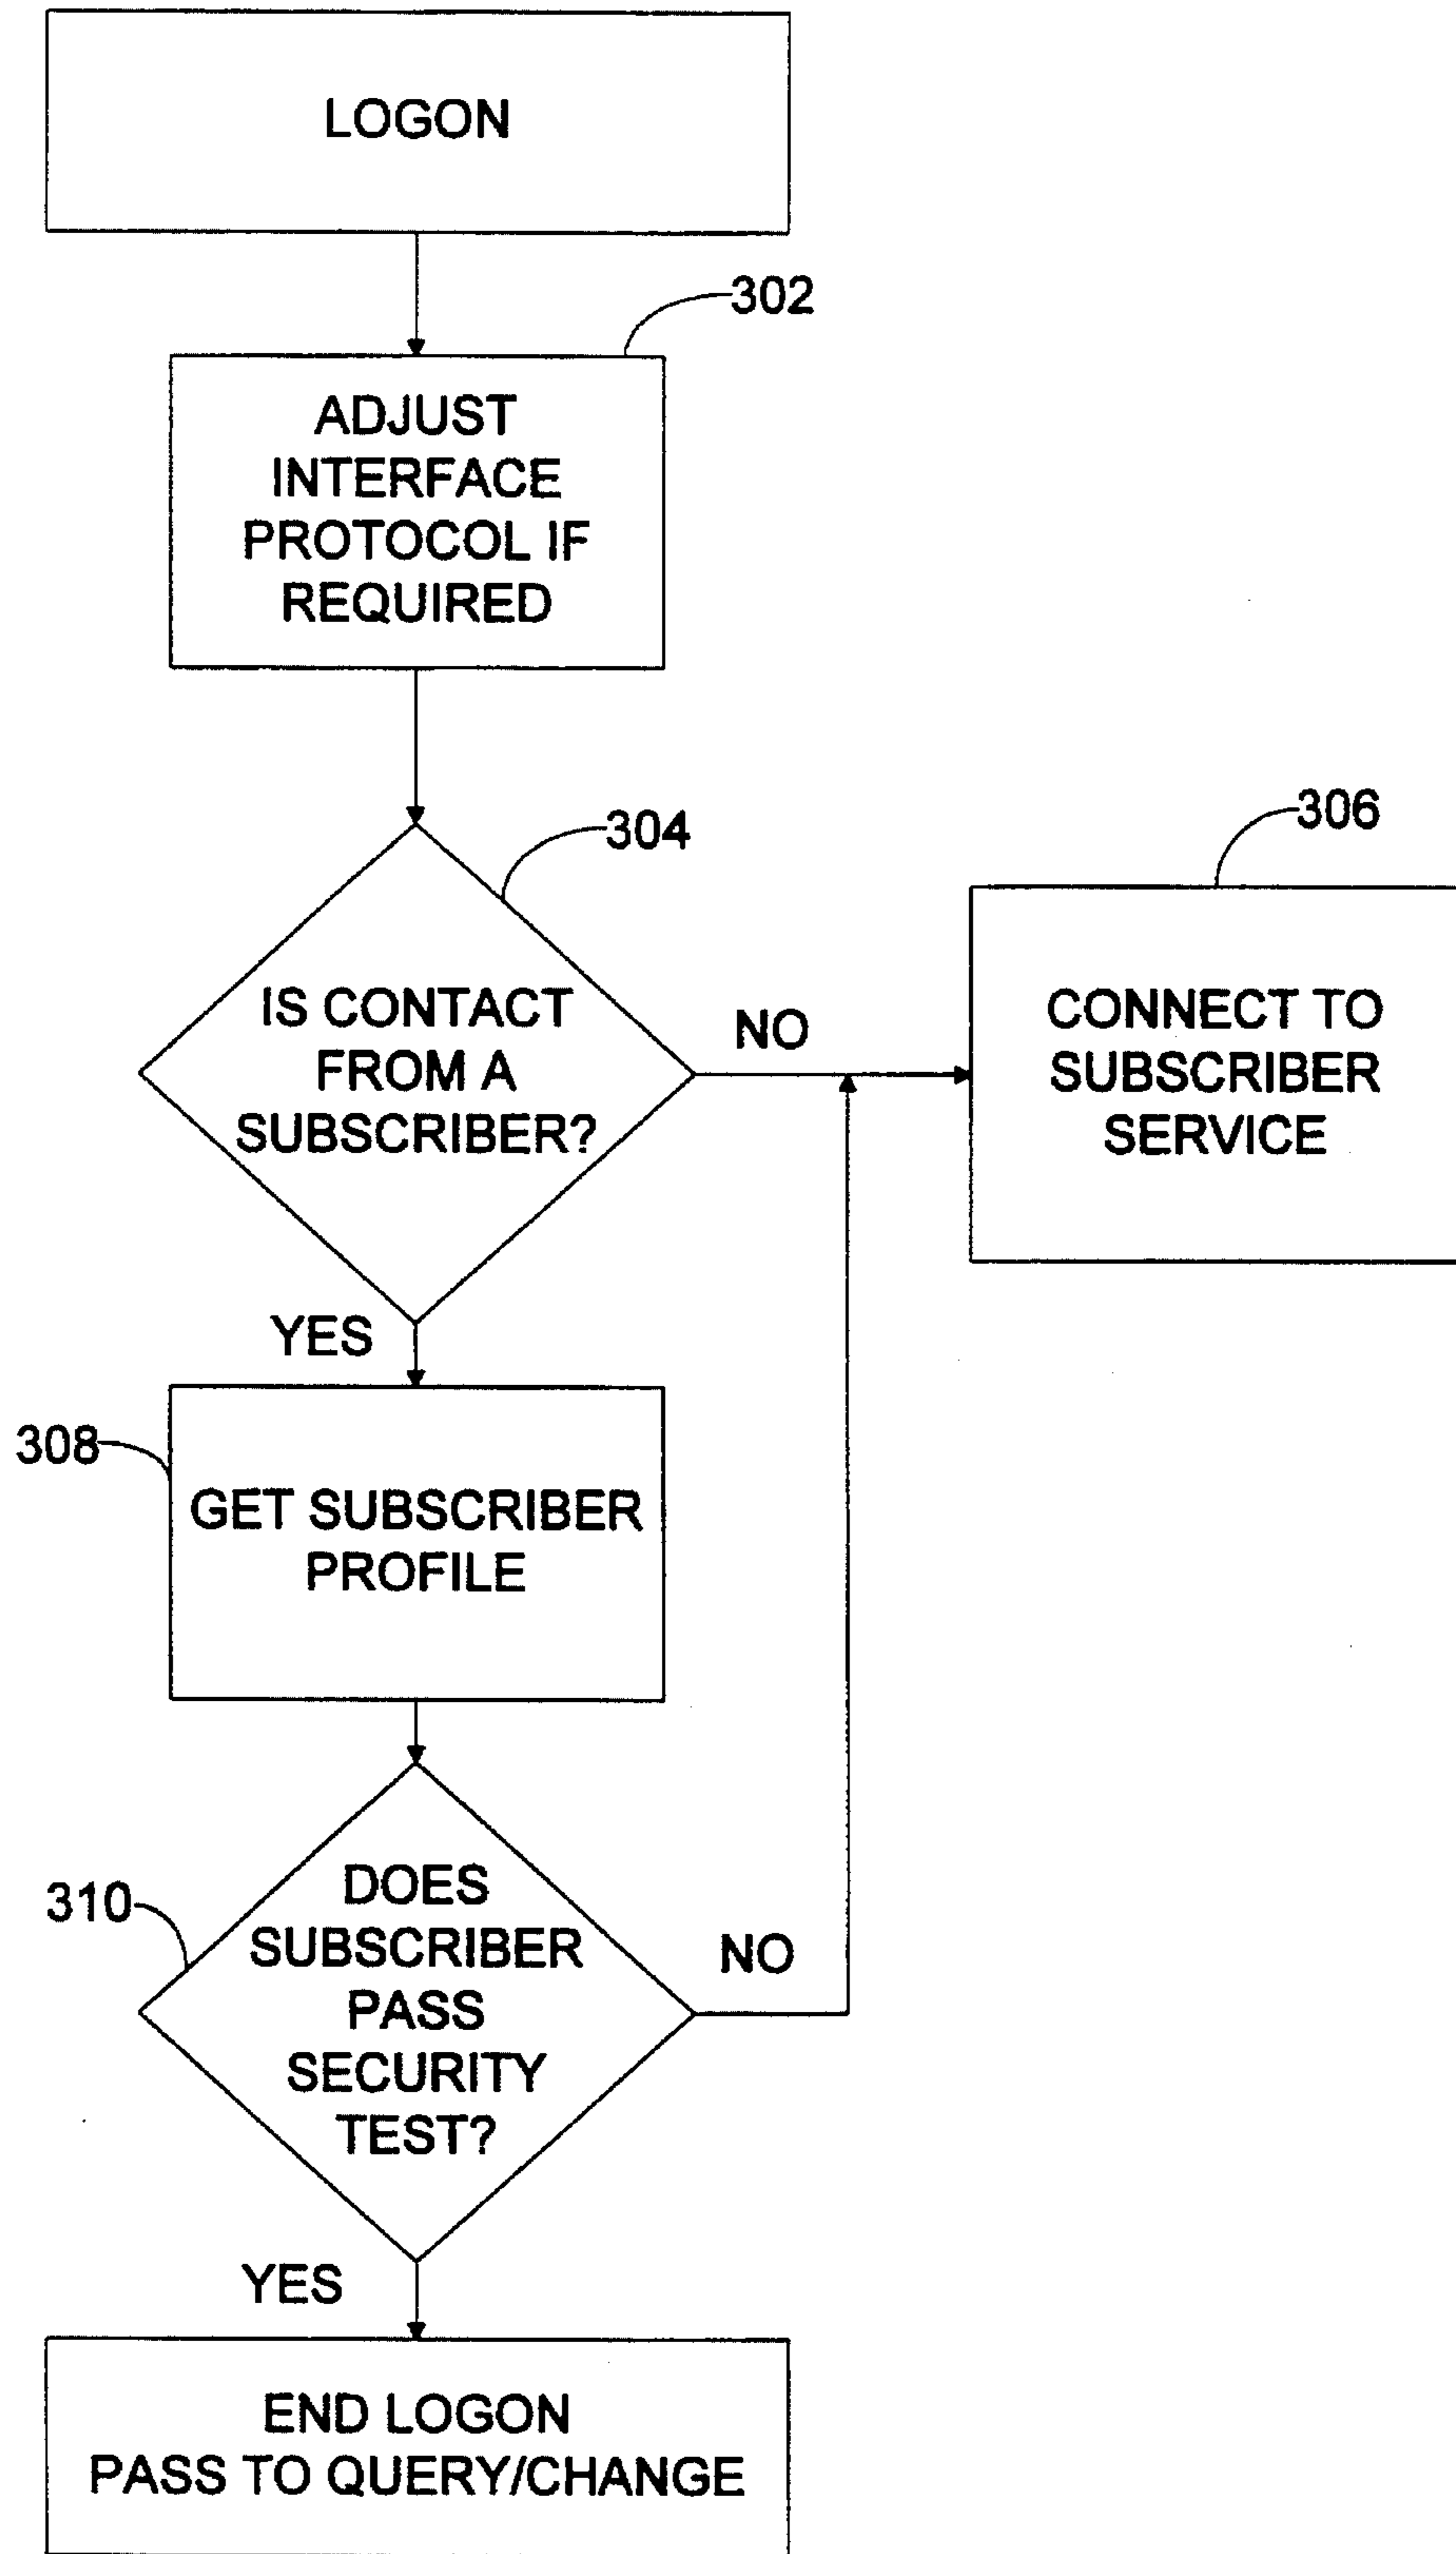 LOGON
302
ADJUST
INTERFACE
PROTOCOL IF
REQUIRED
304
306
IS CONTACT
FROM A
SUBSCRIBER?
NO
CONNECT TO
SUBSCRIBER
SERVICE
YES
308
GET SUBSCRIBER
PROFILE
310
DOES
SUBSCRIBER
PASS
SECURITY
TEST?
NO
YES
END LOGON
PASS TO QUERY/CHANGE